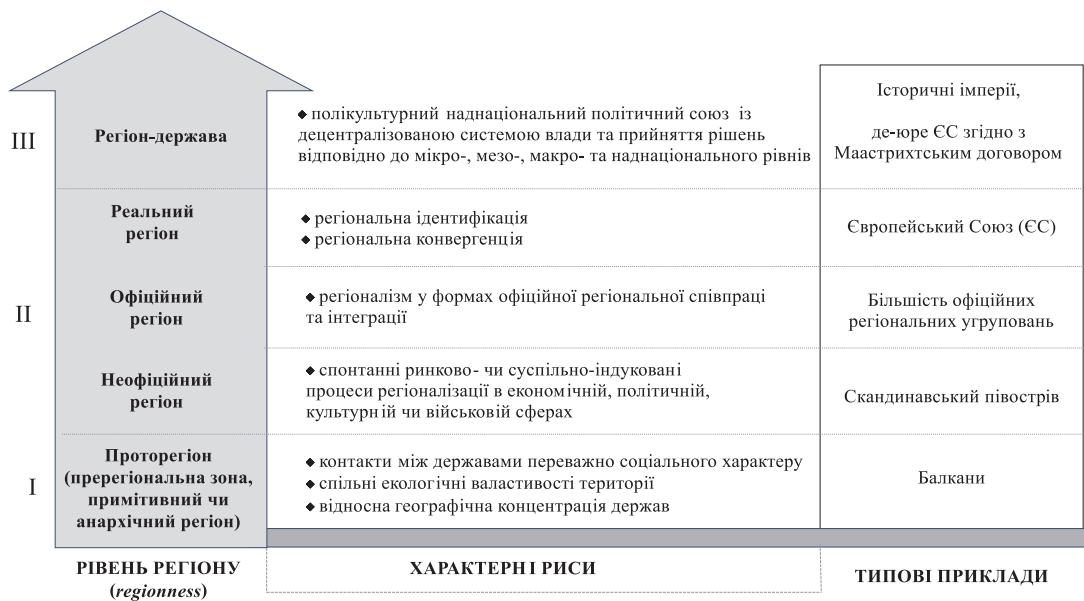 III
Регіон-держава
◆ полікультурний наднаціональний політичний союз із
децентралізованою системою влади та прийняття рішень
відповідно до мікро-, мезо-, макро- та наднаціонального рівнів
Історичні імперії,
де-юре ЄС згідно з
Маастрихтським договором
Реальний
регіон
◆ регіональна ідентифікація
◆ регіональна конвергенція
Європейський Союз (ЄС)
II
Офіційний
регіон
◆ регіоналізм у формах офіційної регіональної співпраці
та інтеграції
Більшість офіційних
регіональних угруповань
Неофіційний
регіон
◆ спонтанні ринково- чи суспільно-індуковані
процеси регіоналізації в економічній, політичній,
культурній чи військовій сферах
Скандинавський півострів
I
Проторегіон
(пререгіональна зона,
примітивний чи
анархічний регіон)
◆ контакти між державами переважно соціального характеру
◆ спільні екологічні валастивості території
◆ відносна географічна концентрація держав
Балкани
РІВЕНЬ РЕГІОНУ
(regionness)
ХАРАКТЕРНІ РИСИ
ТИПОВІ ПРИКЛАДИ